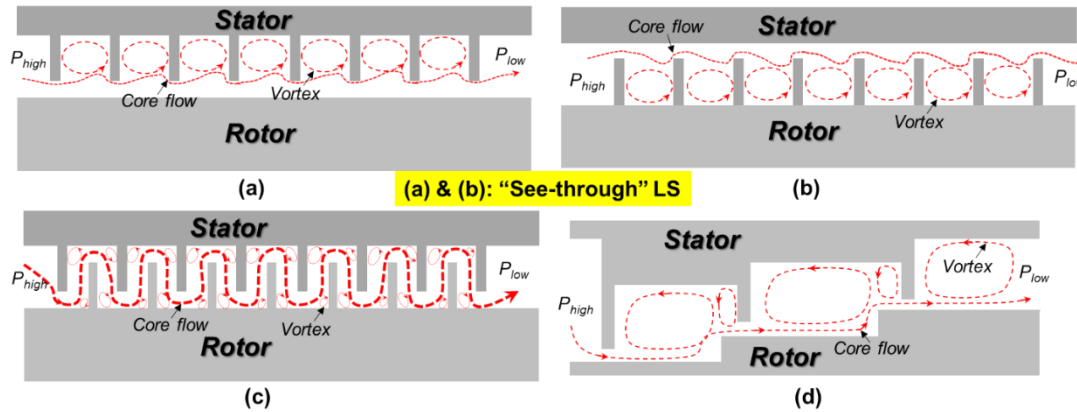 Stator
P_high
P_low
Core flow
Vortex
Rotor
(a)
Core flow
Stator
P_high
P_low
Vortex
Rotor
(b)
(a) & (b): “See-through” LS
Stator
P_high
P_low
Core flow
Vortex
Rotor
(c)
Stator
Vortex
P_low
P_high
Core flow
Rotor
(d)